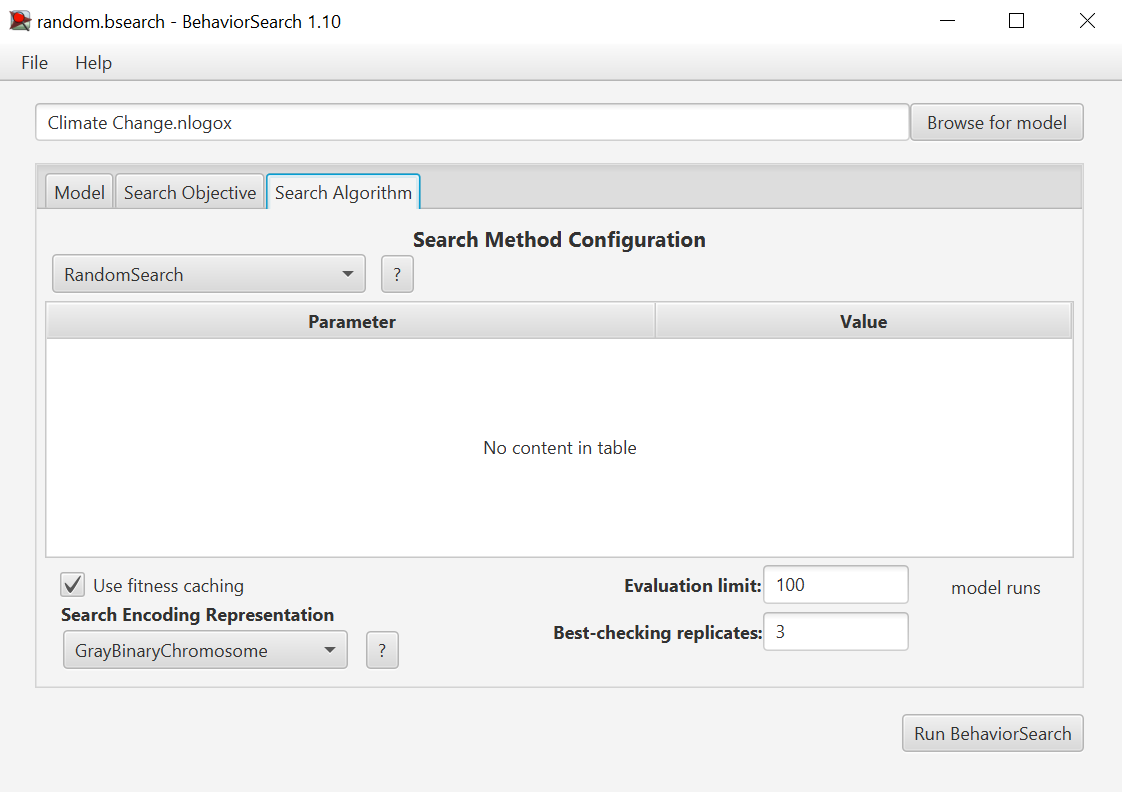 random.bsearch - BehaviorSearch 1.10
File Help
Climate Change.nlogox Browse for model
Model Search Objective Search Algorithm
Search Method Configuration
RandomSearch ?
Parameter Value
No content in table
Use fitness caching Evaluation limit: 100 model runs
Search Encoding Representation
Best-checking replicates: 3
GrayBinaryChromosome ?
Run BehaviorSearch